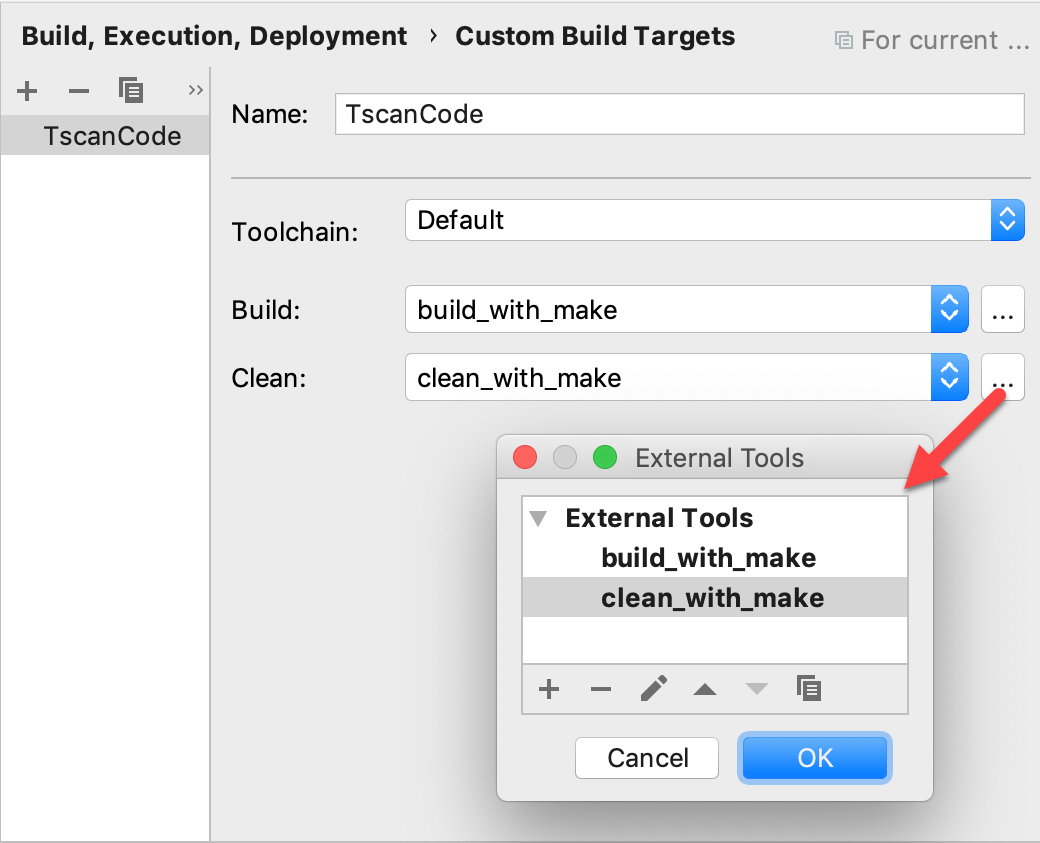 Build, Execution, Deployment › Custom Build Targets
For current ...
TscanCode
Name: TscanCode
Toolchain: Default
Build: build_with_make ...
Clean: clean_with_make ...
External Tools
External Tools
build_with_make
clean_with_make
Cancel OK